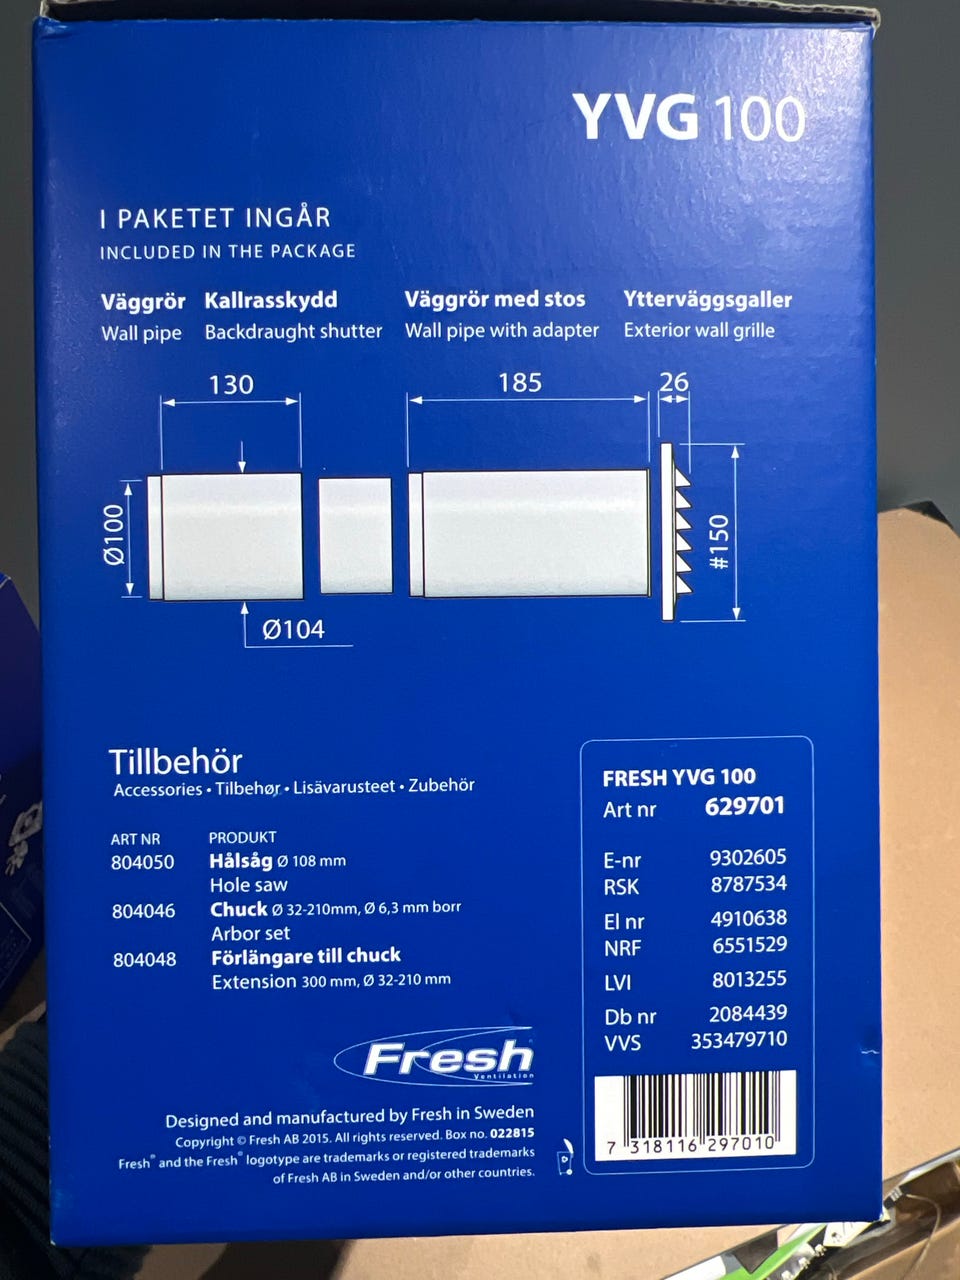 YVG 100
I PAKETET INGÅR
INCLUDED IN THE PACKAGE
Väggrör Kallrasskydd Väggrör med stos Ytterväggsgaller
Wall pipe Backdraught shutter Wall pipe with adapter Exterior wall grille
130 185 26
Ø100
#150
Ø104
Tillbehör
Accessories • Tilbehør • Lisävarusteet • Zubehör
ART NR PRODUKT
804050 Hålsåg Ø 108 mm
Hole saw
804046 Chuck Ø 32-210mm, Ø 6,3 mm borr
Arbor set
804048 Förlängare till chuck
Extension 300 mm, Ø 32-210 mm
FRESH YVG 100
Art nr 629701
E-nr 9302605
RSK 8787534
El nr 4910638
NRF 6551529
LVI 8013255
Db nr 2084439
VVS 353479710
7 318116 297010
Fresh
Ventilation
Designed and manufactured by Fresh in Sweden
Copyright © Fresh AB 2015. All rights reserved. Box no. 022815
Fresh® and the Fresh® logotype are trademarks or registered trademarks
of Fresh AB in Sweden and/or other countries.